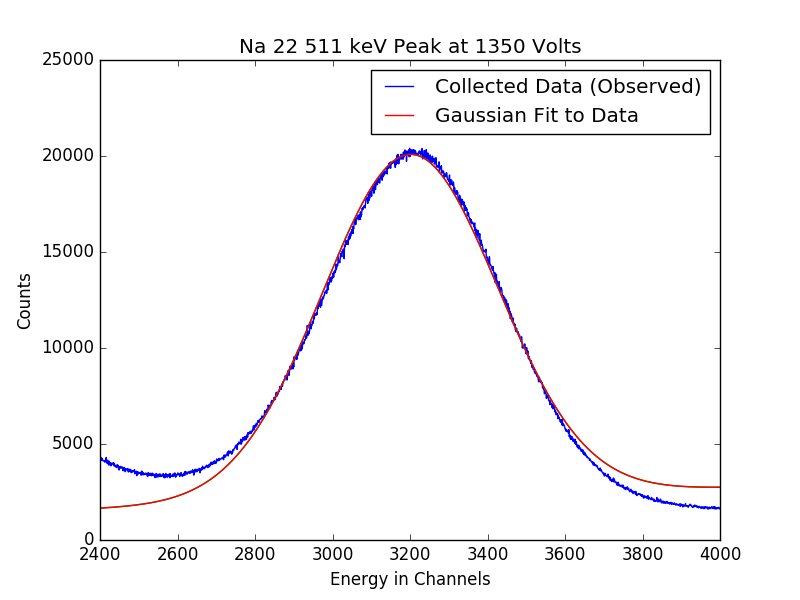 Na 22 511 keV Peak at 1350 Volts
25000
20000
15000
10000
5000
0
Counts
Collected Data (Observed)
Gaussian Fit to Data
2400 2600 2800 3000 3200 3400 3600 3800 4000
Energy in Channels